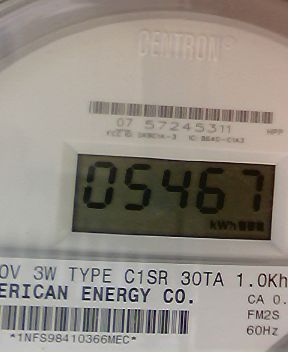 CENTRON®
07 57245311
HPP
05467
kWh
0V 3W TYPE C1SR 30TA 1.0Kh
ERICAN ENERGY CO.
CA 0.
FM2S
60Hz
*1NFS98410366MEC*